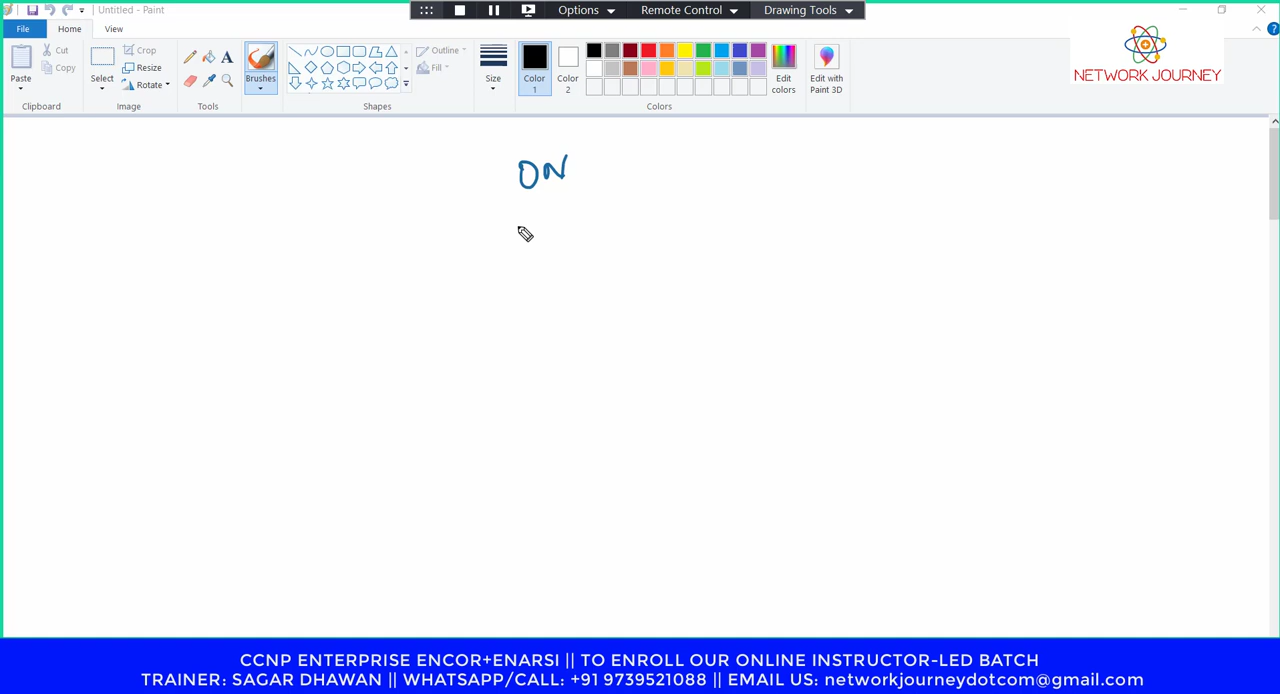 Untitled - Paint
Options
Remote Control
Drawing Tools
File
Home
View
Paste
Cut
Copy
Clipboard
Select
Crop
Resize
Rotate
Image
Tools
Brushes
Shapes
Outline
Fill
Size
Color 1
Color 2
Edit colors
Colors
Edit with Paint 3D
NETWORK JOURNEY
ON
CCNP ENTERPRISE ENCOR+ENARSI || TO ENROLL OUR ONLINE INSTRUCTOR-LED BATCH
TRAINER: SAGAR DHAWAN || WHATSAPP/CALL: +91 9739521088 || EMAIL US: networkjourneydotcom@gmail.com